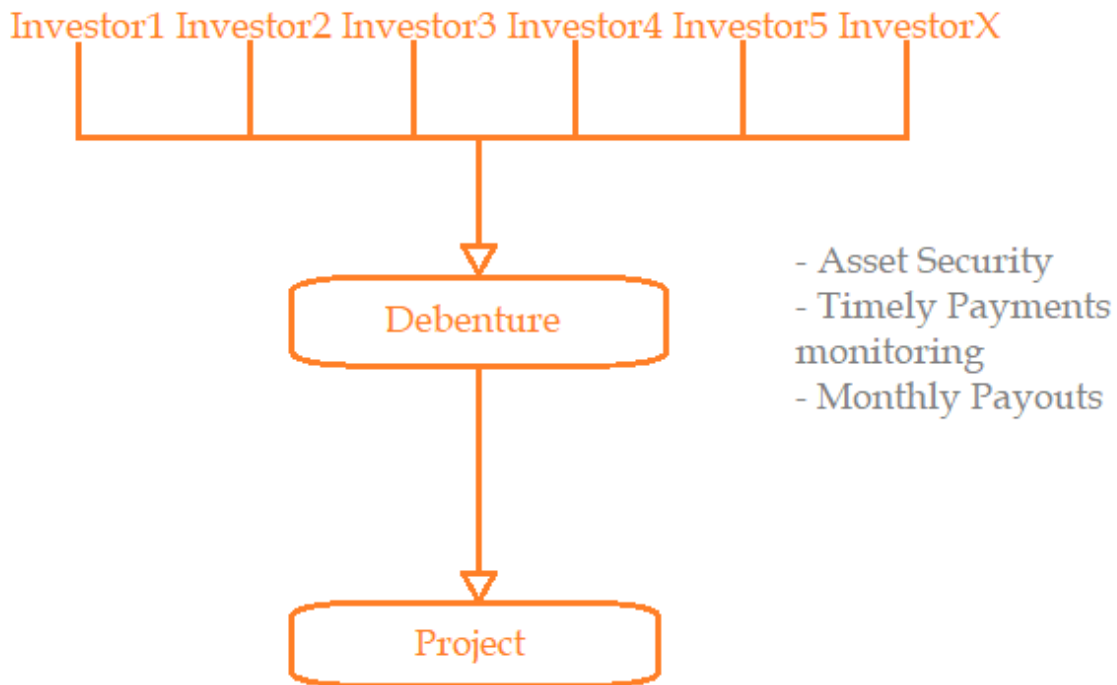 Investor1 Investor2 Investor3 Investor4 Investor5 InvestorX
- Asset Security
Debenture
- Timely Payments
monitoring
- Monthly Payouts
Project